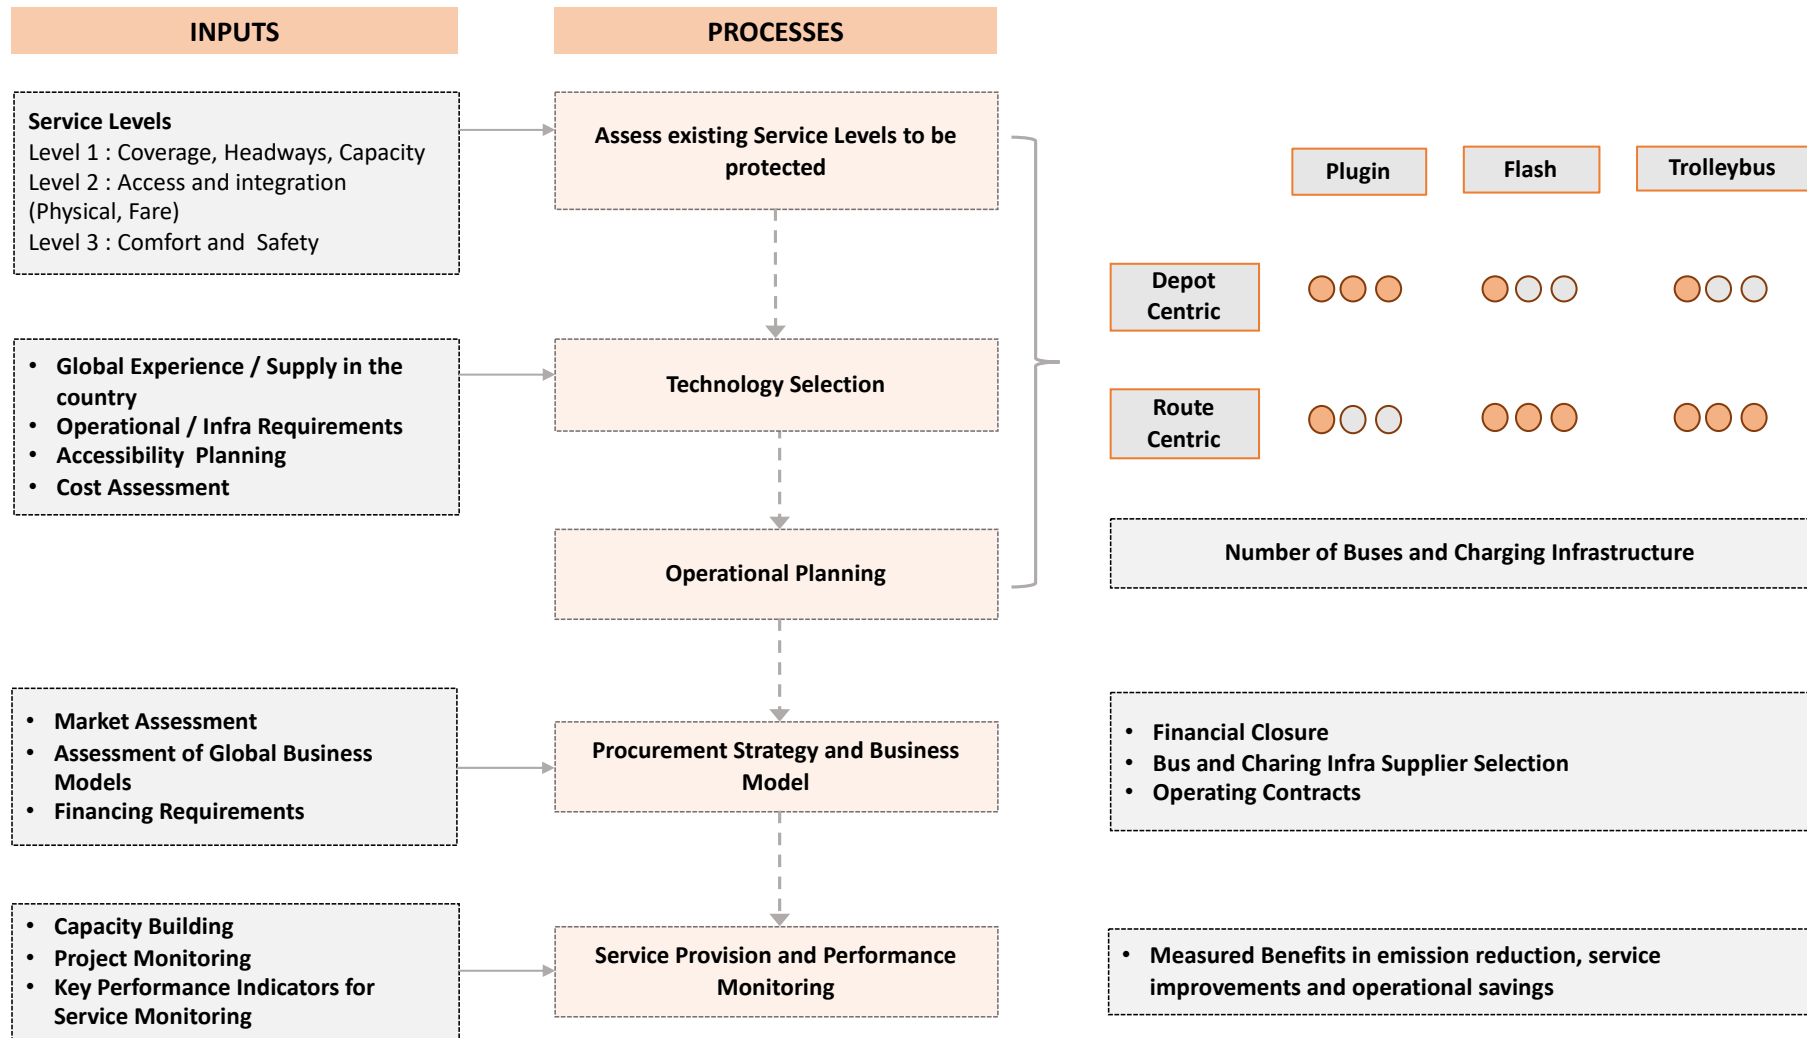 INPUTS
PROCESSES
Service Levels
Level 1 : Coverage, Headways, Capacity
Level 2 : Access and integration
(Physical, Fare)
Level 3 : Comfort and Safety
Assess existing Service Levels to be
protected
Plugin
Flash
Trolleybus
Depot
Centric
Route
Centric
• Global Experience / Supply in the
country
• Operational / Infra Requirements
• Accessibility Planning
• Cost Assessment
Technology Selection
Operational Planning
Number of Buses and Charging Infrastructure
• Market Assessment
• Assessment of Global Business
Models
• Financing Requirements
Procurement Strategy and Business
Model
• Financial Closure
• Bus and Charing Infra Supplier Selection
• Operating Contracts
• Capacity Building
• Project Monitoring
• Key Performance Indicators for
Service Monitoring
Service Provision and Performance
Monitoring
• Measured Benefits in emission reduction, service
improvements and operational savings